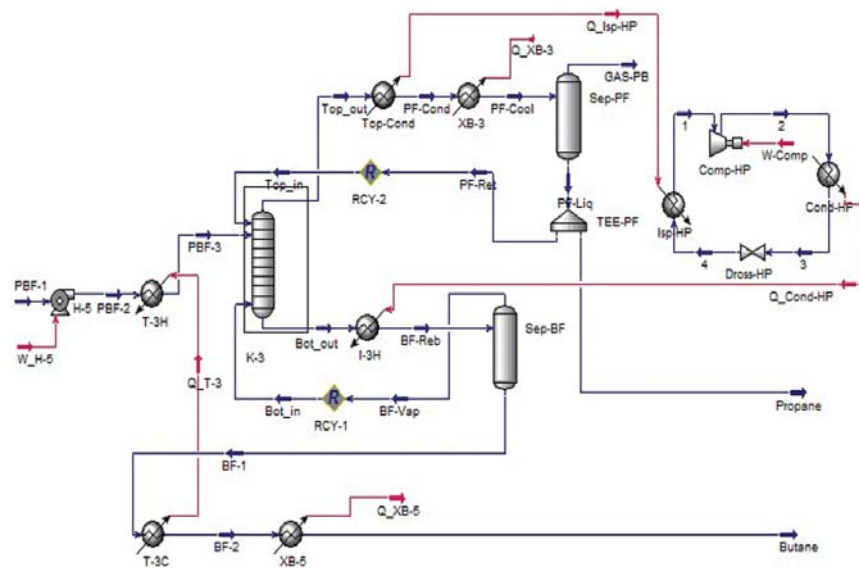 Q_Isp-HP
Q_XB-3
GAS-PB
Top_out
PF-Cond
PF-Cool
Sep-PF
Top-Cond
XB-3
1
2
W-Comp
Comp-HP
Cond-HP
Top_in
PF-Ret
RCY-2
PF-Liq
TEE-PF
Isp-HP
PBF-3
4
3
Dross-HP
PBF-1
H-5
PBF-2
T-3H
Q_Cond-HP
Bot_out
I-3H
BF-Reb
Sep-BF
W_H-5
K-3
Q_T-3
Bot_in
BF-Vap
RCY-1
Propane
BF-1
Q_XB-5
T-3C
BF-2
XB-5
Butane
R
R